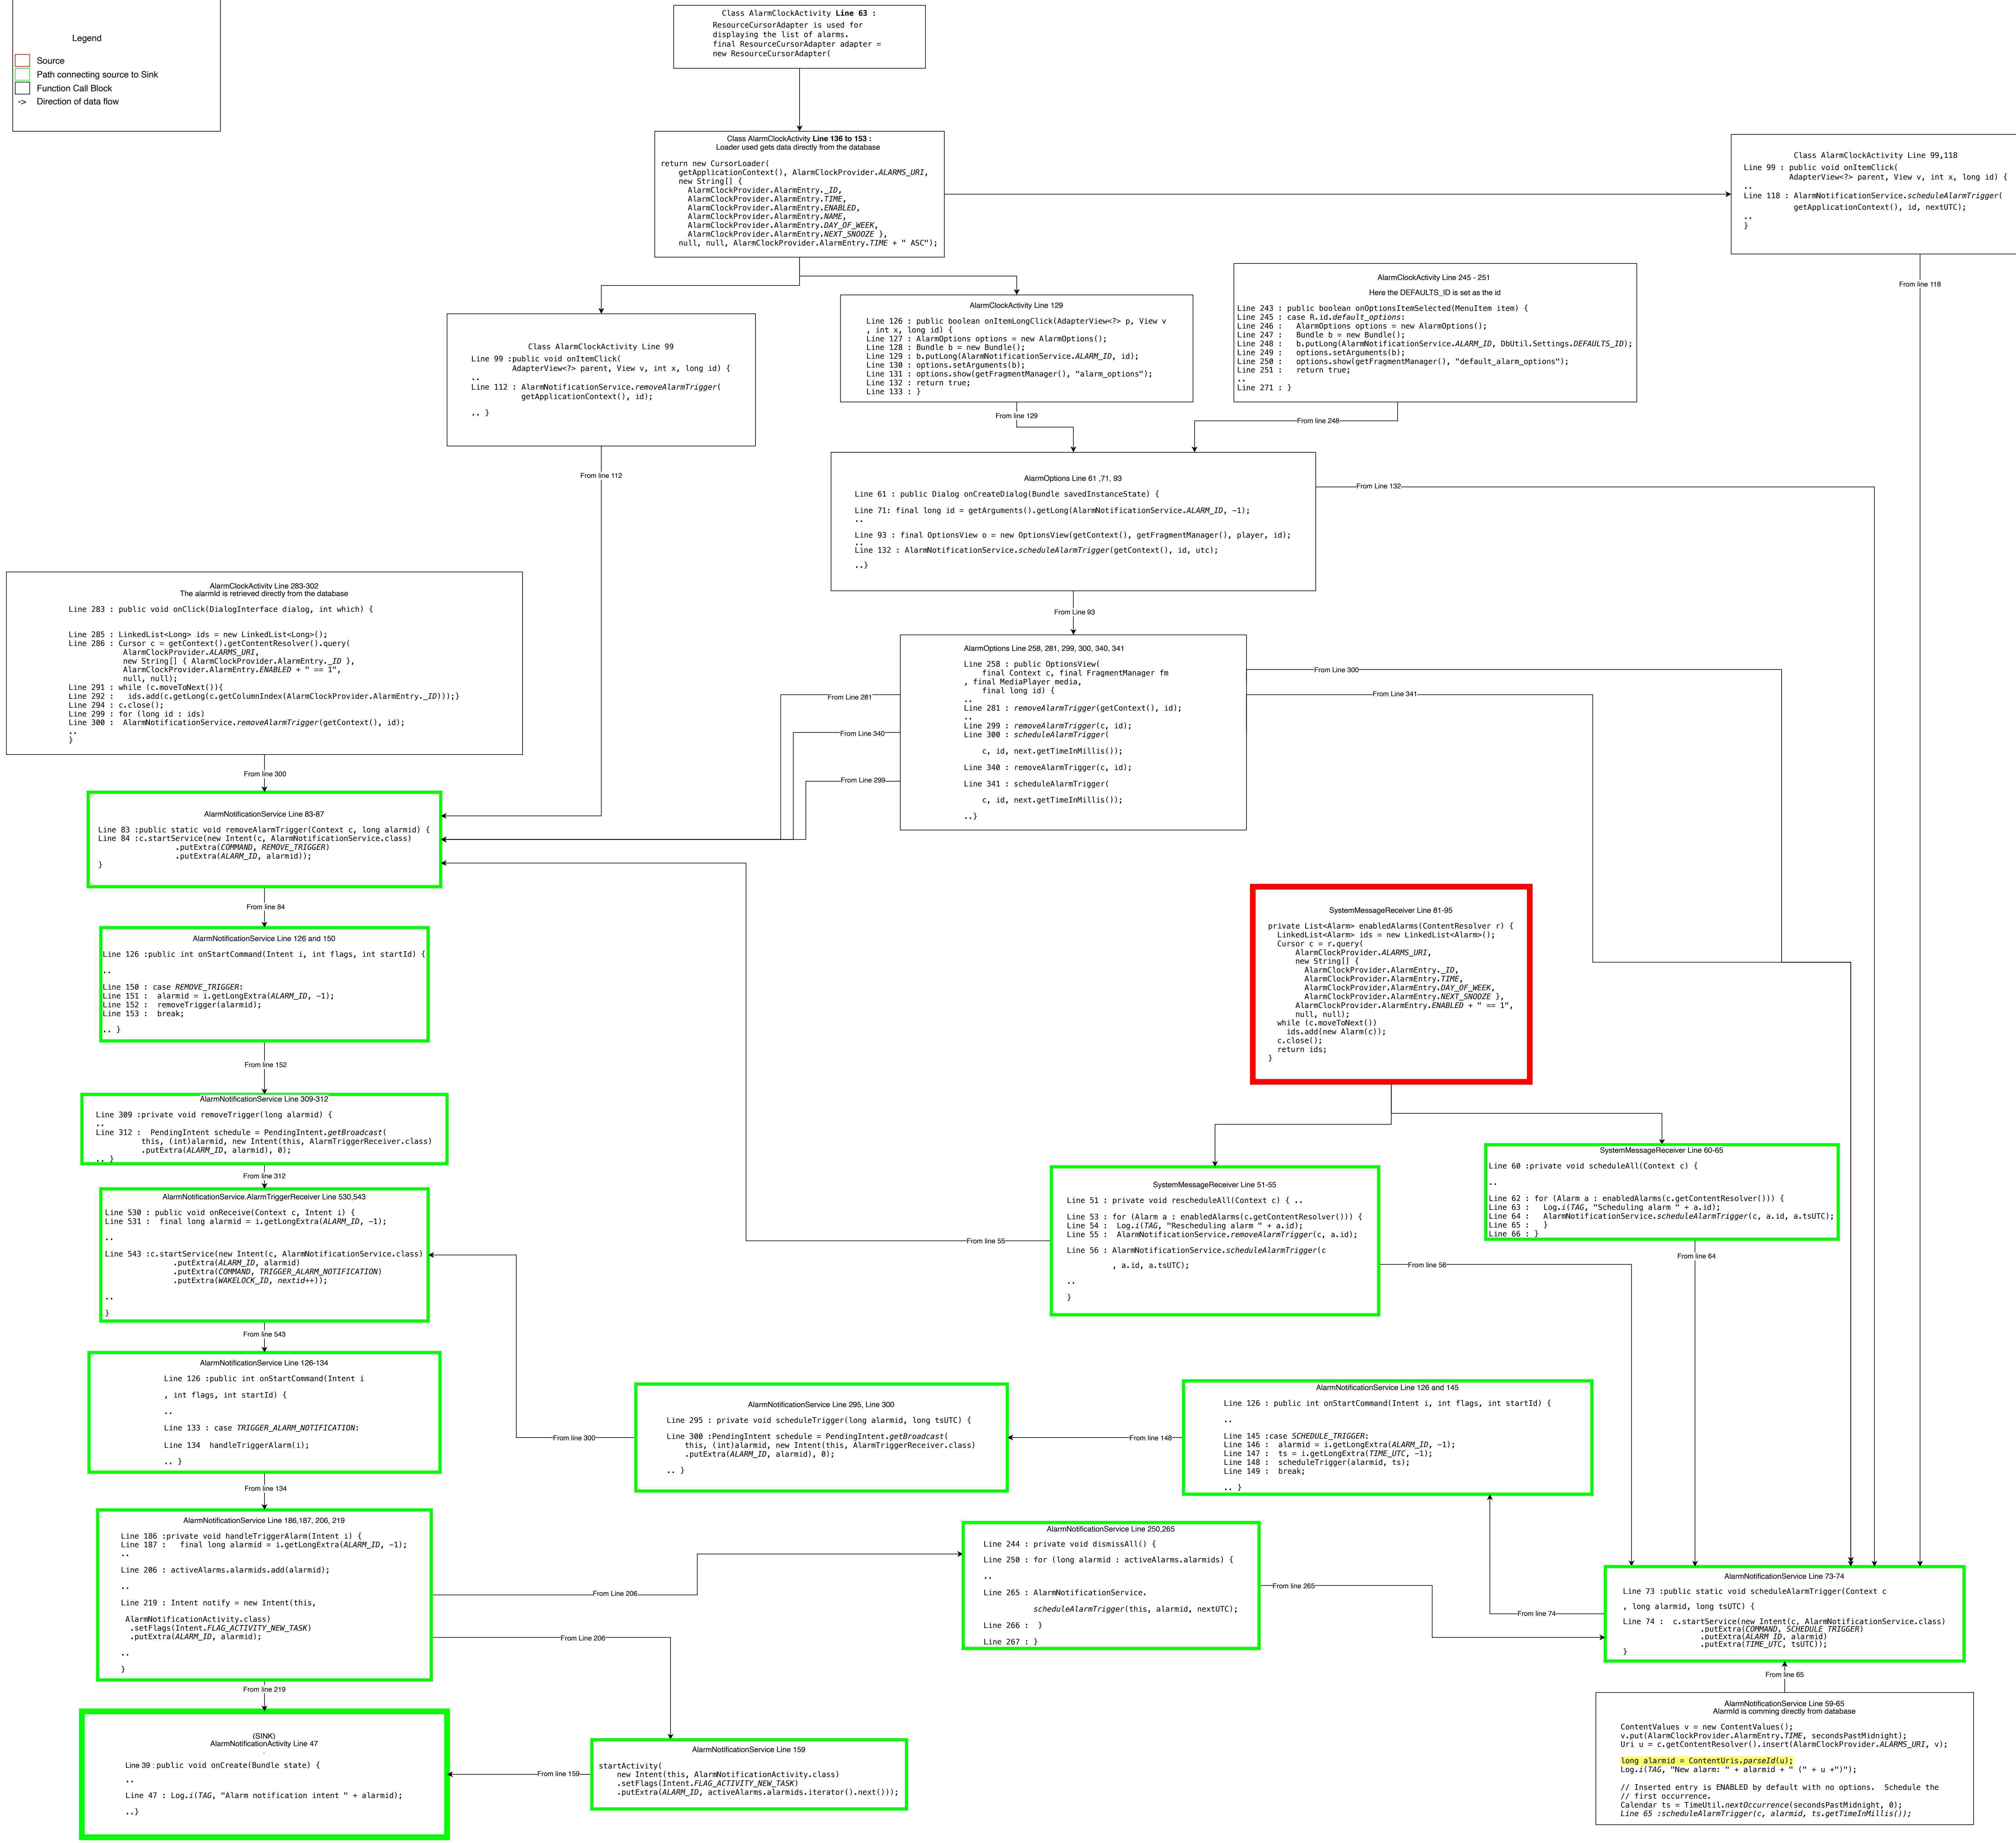 Legend
Source
Path connecting source to Sink
Function Call Block
-> Direction of data flow
Class AlarmClockActivity Line 63 :
ResourceCursorAdapter is used for
displaying the list of alarms.
final ResourceCursorAdapter adapter =
new ResourceCursorAdapter(
Class AlarmClockActivity Line 136 to 153 :
Loader used gets data directly from the database
return new CursorLoader(
getApplicationContext(), AlarmClockProvider.ALARMS_URI,
new String[] {
AlarmClockProvider.AlarmEntry._ID,
AlarmClockProvider.AlarmEntry.TIME,
AlarmClockProvider.AlarmEntry.ENABLED,
AlarmClockProvider.AlarmEntry.NAME,
AlarmClockProvider.AlarmEntry.DAY_OF_WEEK,
AlarmClockProvider.AlarmEntry.NEXT_SNOOZE },
null, null, AlarmClockProvider.AlarmEntry.TIME + " ASC");
Class AlarmClockActivity Line 99,118
Line 99 : public void onItemClick(
AdapterView<?> parent, View v, int x, long id) {
..
Line 118 : AlarmNotificationService.scheduleAlarmTrigger(
getApplicationContext(), id, nextUTC);
..
}
From line 118
Class AlarmClockActivity Line 99
Line 99 :public void onItemClick(
AdapterView<?> parent, View v, int x, long id) {
..
Line 112 : AlarmNotificationService.removeAlarmTrigger(
getApplicationContext(), id);
.. }
From line 112
AlarmClockActivity Line 129
Line 126 : public boolean onItemLongClick(AdapterView<?> p, View v
, int x, long id) {
Line 127 : AlarmOptions options = new AlarmOptions();
Line 128 : Bundle b = new Bundle();
Line 129 : b.putLong(AlarmNotificationService.ALARM_ID, id);
Line 130 : options.setArguments(b);
Line 131 : options.show(getFragmentManager(), "alarm_options");
Line 132 : return true;
Line 133 : }
From line 129
AlarmClockActivity Line 245 - 251
Here the DEFAULTS_ID is set as the id
Line 243 : public boolean onOptionsItemSelected(MenuItem item) {
Line 245 : case R.id.default_options:
Line 246 : AlarmOptions options = new AlarmOptions();
Line 247 : Bundle b = new Bundle();
Line 248 : b.putLong(AlarmNotificationService.ALARM_ID, DbUtil.Settings.DEFAULTS_ID);
Line 249 : options.setArguments(b);
Line 250 : options.show(getFragmentManager(), "default_alarm_options");
Line 251 : return true;
..
Line 271 : }
From line 248
AlarmOptions Line 61 ,71, 93
Line 61 : public Dialog onCreateDialog(Bundle savedInstanceState) {
Line 71: final long id = getArguments().getLong(AlarmNotificationService.ALARM_ID, -1);
..
Line 93 : final OptionsView o = new OptionsView(getContext(), getFragmentManager(), player, id);
..
Line 132 : AlarmNotificationService.scheduleAlarmTrigger(getContext(), id, utc);
..}
From Line 132
From Line 93
AlarmClockActivity Line 283-302
The alarmId is retrieved directly from the database
Line 283 : public void onClick(DialogInterface dialog, int which) {
Line 285 : LinkedList<Long> ids = new LinkedList<Long>();
Line 286 : Cursor c = getContext().getContentResolver().query(
AlarmClockProvider.ALARMS_URI,
new String[] { AlarmClockProvider.AlarmEntry._ID },
AlarmClockProvider.AlarmEntry.ENABLED + " == 1",
null, null);
Line 291 : while (c.moveToNext()){
Line 292 : ids.add(c.getLong(c.getColumnIndex(AlarmClockProvider.AlarmEntry._ID)));}
Line 294 : c.close();
Line 299 : for (long id : ids)
Line 300 : AlarmNotificationService.removeAlarmTrigger(getContext(), id);
..
}
From line 300
AlarmOptions Line 258, 281, 299, 300, 340, 341
Line 258 : public OptionsView(
final Context c, final FragmentManager fm
, final MediaPlayer media,
final long id) {
..
Line 281 : removeAlarmTrigger(getContext(), id);
..
Line 299 : removeAlarmTrigger(c, id);
Line 300 : scheduleAlarmTrigger(
c, id, next.getTimeInMillis());
Line 340 : removeAlarmTrigger(c, id);
Line 341 : scheduleAlarmTrigger(
c, id, next.getTimeInMillis());
..}
From Line 281
From Line 340
From Line 299
From Line 300
From Line 341
AlarmNotificationService Line 83-87
Line 83 :public static void removeAlarmTrigger(Context c, long alarmid) {
Line 84 :c.startService(new Intent(c, AlarmNotificationService.class)
.putExtra(COMMAND, REMOVE_TRIGGER)
.putExtra(ALARM_ID, alarmid));
}
From line 84
AlarmNotificationService Line 126 and 150
Line 126 :public int onStartCommand(Intent i, int flags, int startId) {
..
Line 150 : case REMOVE_TRIGGER:
Line 151 : alarmid = i.getLongExtra(ALARM_ID, -1);
Line 152 : removeTrigger(alarmid);
Line 153 : break;
.. }
From line 152
SystemMessageReceiver Line 81-95
private List<Alarm> enabledAlarms(ContentResolver r) {
LinkedList<Alarm> ids = new LinkedList<Alarm>();
Cursor c = r.query(
AlarmClockProvider.ALARMS_URI,
new String[] {
AlarmClockProvider.AlarmEntry._ID,
AlarmClockProvider.AlarmEntry.TIME,
AlarmClockProvider.AlarmEntry.DAY_OF_WEEK,
AlarmClockProvider.AlarmEntry.NEXT_SNOOZE },
AlarmClockProvider.AlarmEntry.ENABLED + " == 1",
null, null);
while (c.moveToNext())
ids.add(new Alarm(c));
c.close();
return ids;
}
AlarmNotificationService Line 309-312
Line 309 :private void removeTrigger(long alarmid) {
..
Line 312 : PendingIntent schedule = PendingIntent.getBroadcast(
this, (int)alarmid, new Intent(this, AlarmTriggerReceiver.class)
.putExtra(ALARM_ID, alarmid), 0);
.. }
From line 312
AlarmNotificationService.AlarmTriggerReceiver Line 530,543
Line 530 : public void onReceive(Context c, Intent i) {
Line 531 : final long alarmid = i.getLongExtra(ALARM_ID, -1);
..
Line 543 :c.startService(new Intent(c, AlarmNotificationService.class)
.putExtra(ALARM_ID, alarmid)
.putExtra(COMMAND, TRIGGER_ALARM_NOTIFICATION)
.putExtra(WAKELOCK_ID, nextid++));
..
}
From line 543
SystemMessageReceiver Line 51-55
Line 51 : private void rescheduleAll(Context c) { ..
Line 53 : for (Alarm a : enabledAlarms(c.getContentResolver())) {
Line 54 : Log.i(TAG, "Rescheduling alarm " + a.id);
Line 55 : AlarmNotificationService.removeAlarmTrigger(c, a.id);
Line 56 : AlarmNotificationService.scheduleAlarmTrigger(c
, a.id, a.tsUTC);
..
}
From line 55
From line 56
SystemMessageReceiver Line 60-65
Line 60 :private void scheduleAll(Context c) {
..
Line 62 : for (Alarm a : enabledAlarms(c.getContentResolver())) {
Line 63 : Log.i(TAG, "Scheduling alarm " + a.id);
Line 64 : AlarmNotificationService.scheduleAlarmTrigger(c, a.id, a.tsUTC);
Line 65 : }
Line 66 : }
From line 64
AlarmNotificationService Line 126-134
Line 126 :public int onStartCommand(Intent i
, int flags, int startId) {
..
Line 133 : case TRIGGER_ALARM_NOTIFICATION:
Line 134 handleTriggerAlarm(i);
.. }
From line 134
From line 300
AlarmNotificationService Line 295, Line 300
Line 295 : private void scheduleTrigger(long alarmid, long tsUTC) {
Line 300 :PendingIntent schedule = PendingIntent.getBroadcast(
this, (int)alarmid, new Intent(this, AlarmTriggerReceiver.class)
.putExtra(ALARM_ID, alarmid), 0);
.. }
From line 148
AlarmNotificationService Line 126 and 145
Line 126 : public int onStartCommand(Intent i, int flags, int startId) {
..
Line 145 :case SCHEDULE_TRIGGER:
Line 146 : alarmid = i.getLongExtra(ALARM_ID, -1);
Line 147 : ts = i.getLongExtra(TIME_UTC, -1);
Line 148 : scheduleTrigger(alarmid, ts);
Line 149 : break;
.. }
AlarmNotificationService Line 186,187, 206, 219
Line 186 :private void handleTriggerAlarm(Intent i) {
Line 187 : final long alarmid = i.getLongExtra(ALARM_ID, -1);
..
Line 206 : activeAlarms.alarmids.add(alarmid);
..
Line 219 : Intent notify = new Intent(this,
AlarmNotificationActivity.class)
.setFlags(Intent.FLAG_ACTIVITY_NEW_TASK)
.putExtra(ALARM_ID, alarmid);
..
}
From Line 206
From Line 206
From line 219
AlarmNotificationService Line 250,265
Line 244 : private void dismissAll() {
Line 250 : for (long alarmid : activeAlarms.alarmids) {
..
Line 265 : AlarmNotificationService.
scheduleAlarmTrigger(this, alarmid, nextUTC);
Line 266 : }
Line 267 : }
From line 265
From line 74
AlarmNotificationService Line 73-74
Line 73 :public static void scheduleAlarmTrigger(Context c
, long alarmid, long tsUTC) {
Line 74 : c.startService(new Intent(c, AlarmNotificationService.class)
.putExtra(COMMAND, SCHEDULE_TRIGGER)
.putExtra(ALARM_ID, alarmid)
.putExtra(TIME_UTC, tsUTC));
}
From line 65
(SINK)
AlarmNotificationActivity Line 47
.
Line 39 : public void onCreate(Bundle state) {
..
Line 47 : Log.i(TAG, "Alarm notification intent " + alarmid);
..}
From line 159
AlarmNotificationService Line 159
startActivity(
new Intent(this, AlarmNotificationActivity.class)
.setFlags(Intent.FLAG_ACTIVITY_NEW_TASK)
.putExtra(ALARM_ID, activeAlarms.alarmids.iterator().next()));
AlarmNotificationService Line 59-65
AlarmId is comming directly from database
ContentValues v = new ContentValues();
v.put(AlarmClockProvider.AlarmEntry.TIME, secondsPastMidnight);
Uri u = c.getContentResolver().insert(AlarmClockProvider.ALARMS_URI, v);
long alarmid = ContentUris.parseId(u);
Log.i(TAG, "New alarm: " + alarmid + " (" + u +")");
// Inserted entry is ENABLED by default with no options.  Schedule the
// first occurrence.
Calendar ts = TimeUtil.nextOccurrence(secondsPastMidnight, 0);
Line 65 :scheduleAlarmTrigger(c, alarmid, ts.getTimeInMillis());